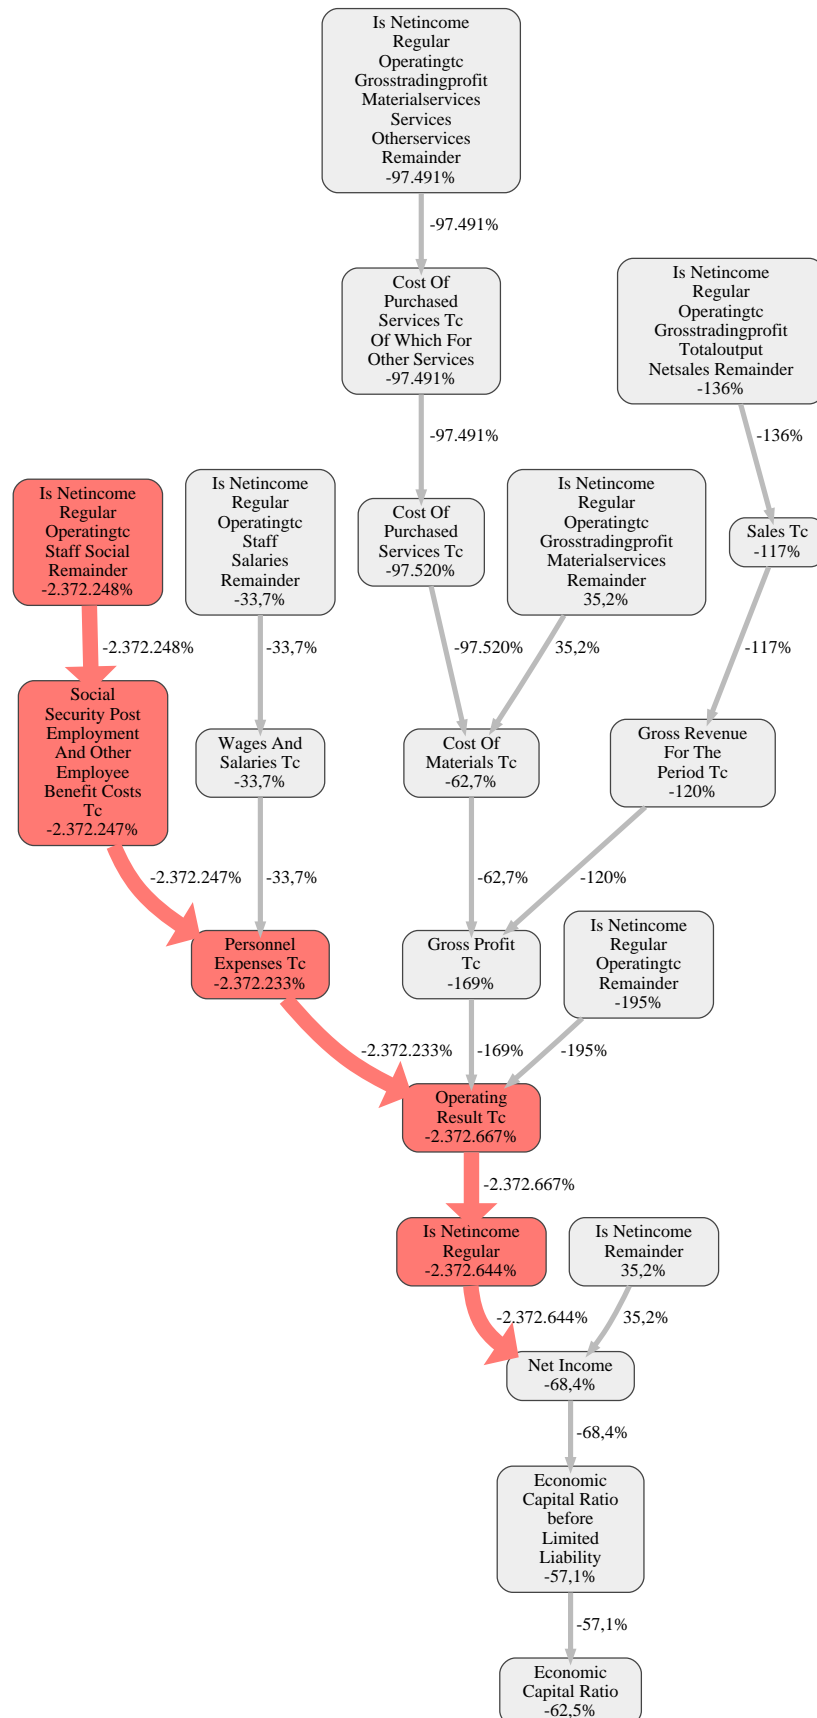 Is Netincome
Regular
Operatingtc
Grosstradingprofit
Materialservices
Services
Otherservices
Remainder
-97.491%
-97.491%
Cost Of
Purchased
Services Tc
Of Which For
Other Services
-97.491%
Is Netincome
Regular
Operatingtc
Grosstradingprofit
Totaloutput
Netsales Remainder
-136%
-97.491%
-136%
Is Netincome
Regular
Operatingtc
Staff Social
Remainder
-2.372.248%
Is Netincome
Regular
Operatingtc
Staff
Salaries
Remainder
-33,7%
Cost Of
Purchased
Services Tc
-97.520%
Is Netincome
Regular
Operatingtc
Grosstradingprofit
Materialservices
Remainder
35,2%
Sales Tc
-117%
-2.372.248%
-33,7%
-97.520%
35,2%
-117%
Social
Security Post
Employment
And Other
Employee
Benefit Costs
Tc
-2.372.247%
Wages And
Salaries Tc
-33,7%
Cost Of
Materials Tc
-62,7%
Gross Revenue
For The
Period Tc
-120%
-2.372.247%
-33,7%
-62,7%
-120%
Personnel
Expenses Tc
-2.372.233%
Gross Profit
Tc
-169%
Is Netincome
Regular
Operatingtc
Remainder
-195%
-2.372.233%
-169%
-195%
Operating
Result Tc
-2.372.667%
-2.372.667%
Is Netincome
Regular
-2.372.644%
Is Netincome
Remainder
35,2%
-2.372.644%
35,2%
Net Income
-68,4%
-68,4%
Economic
Capital Ratio
before
Limited
Liability
-57,1%
-57,1%
Economic
Capital Ratio
-62,5%